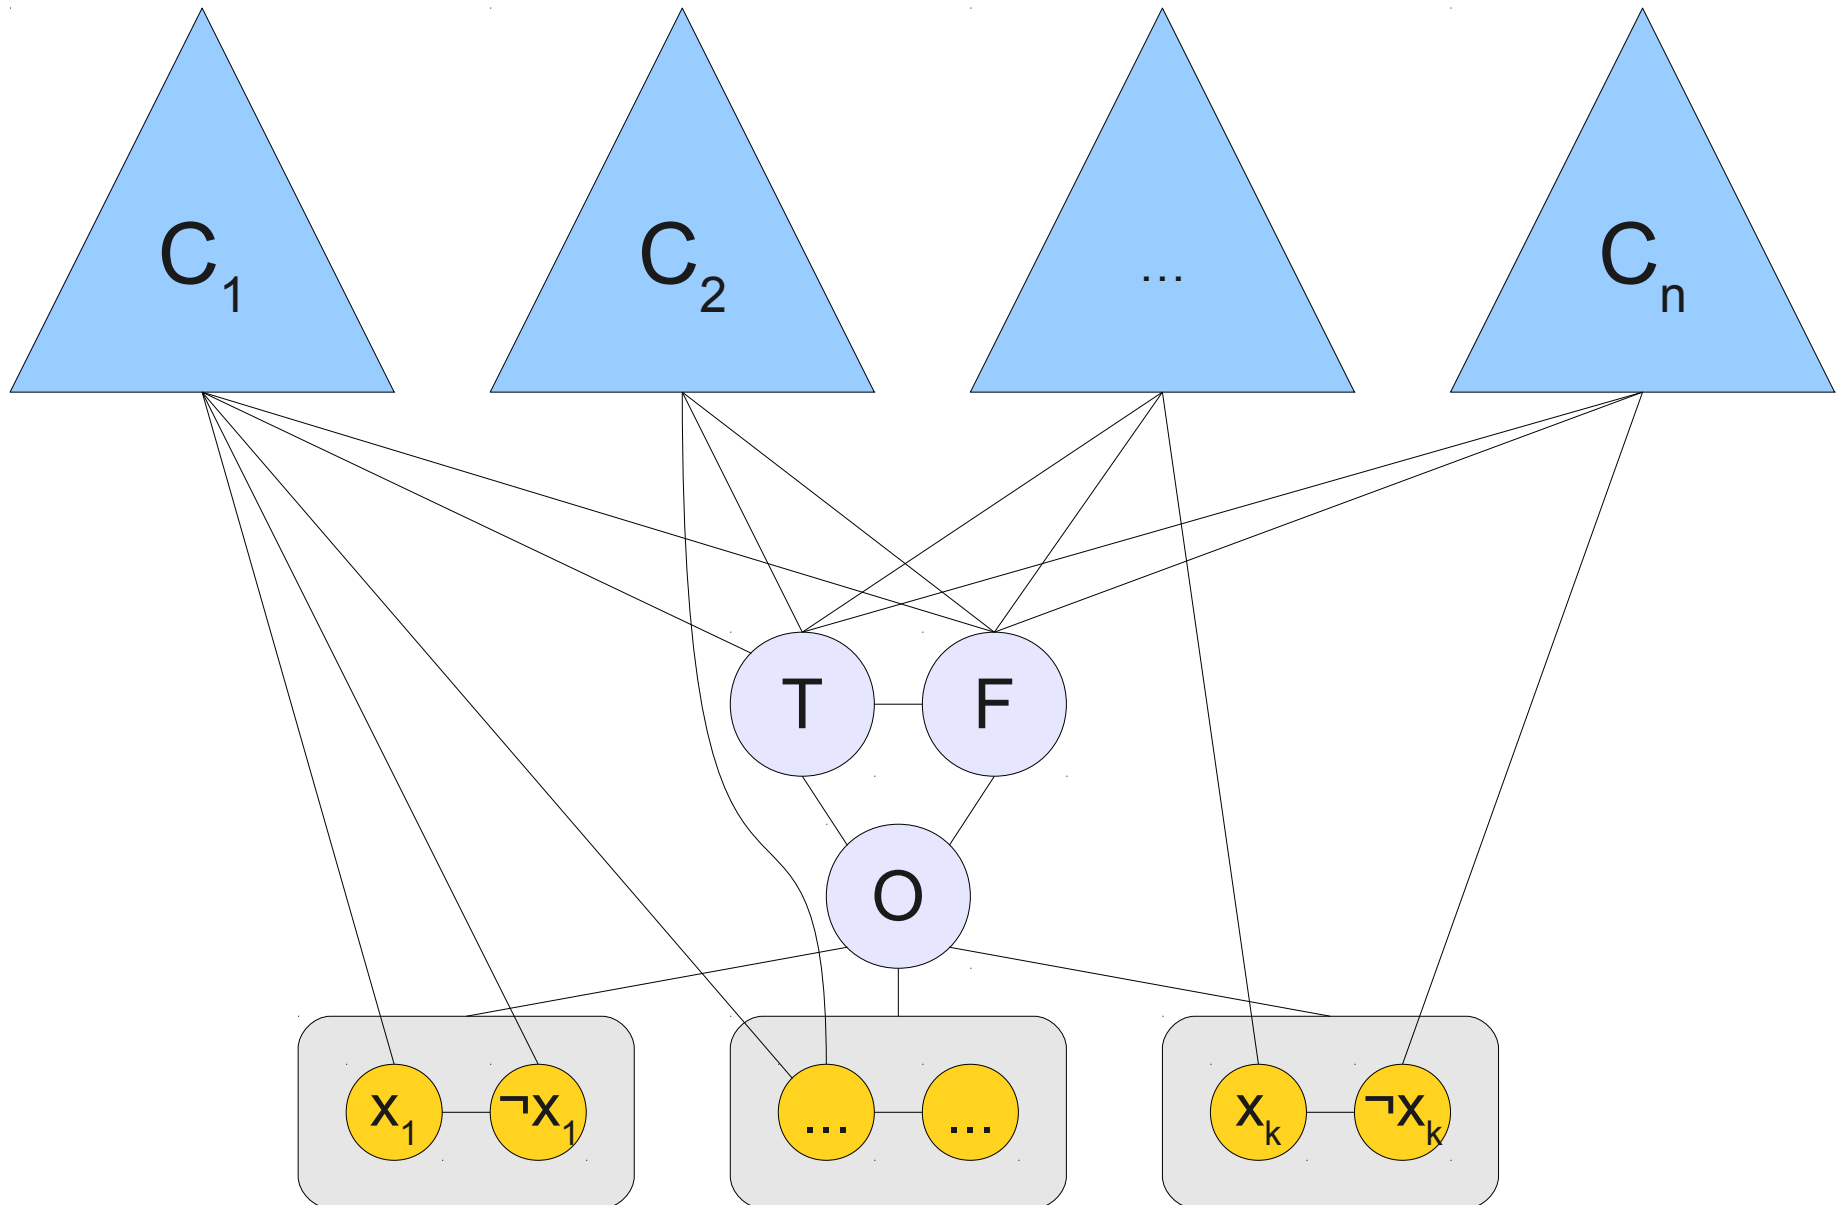 C₁ C₂ ... Cₙ
T F
O
x₁ ¬x₁ ... ... xₖ ¬xₖ